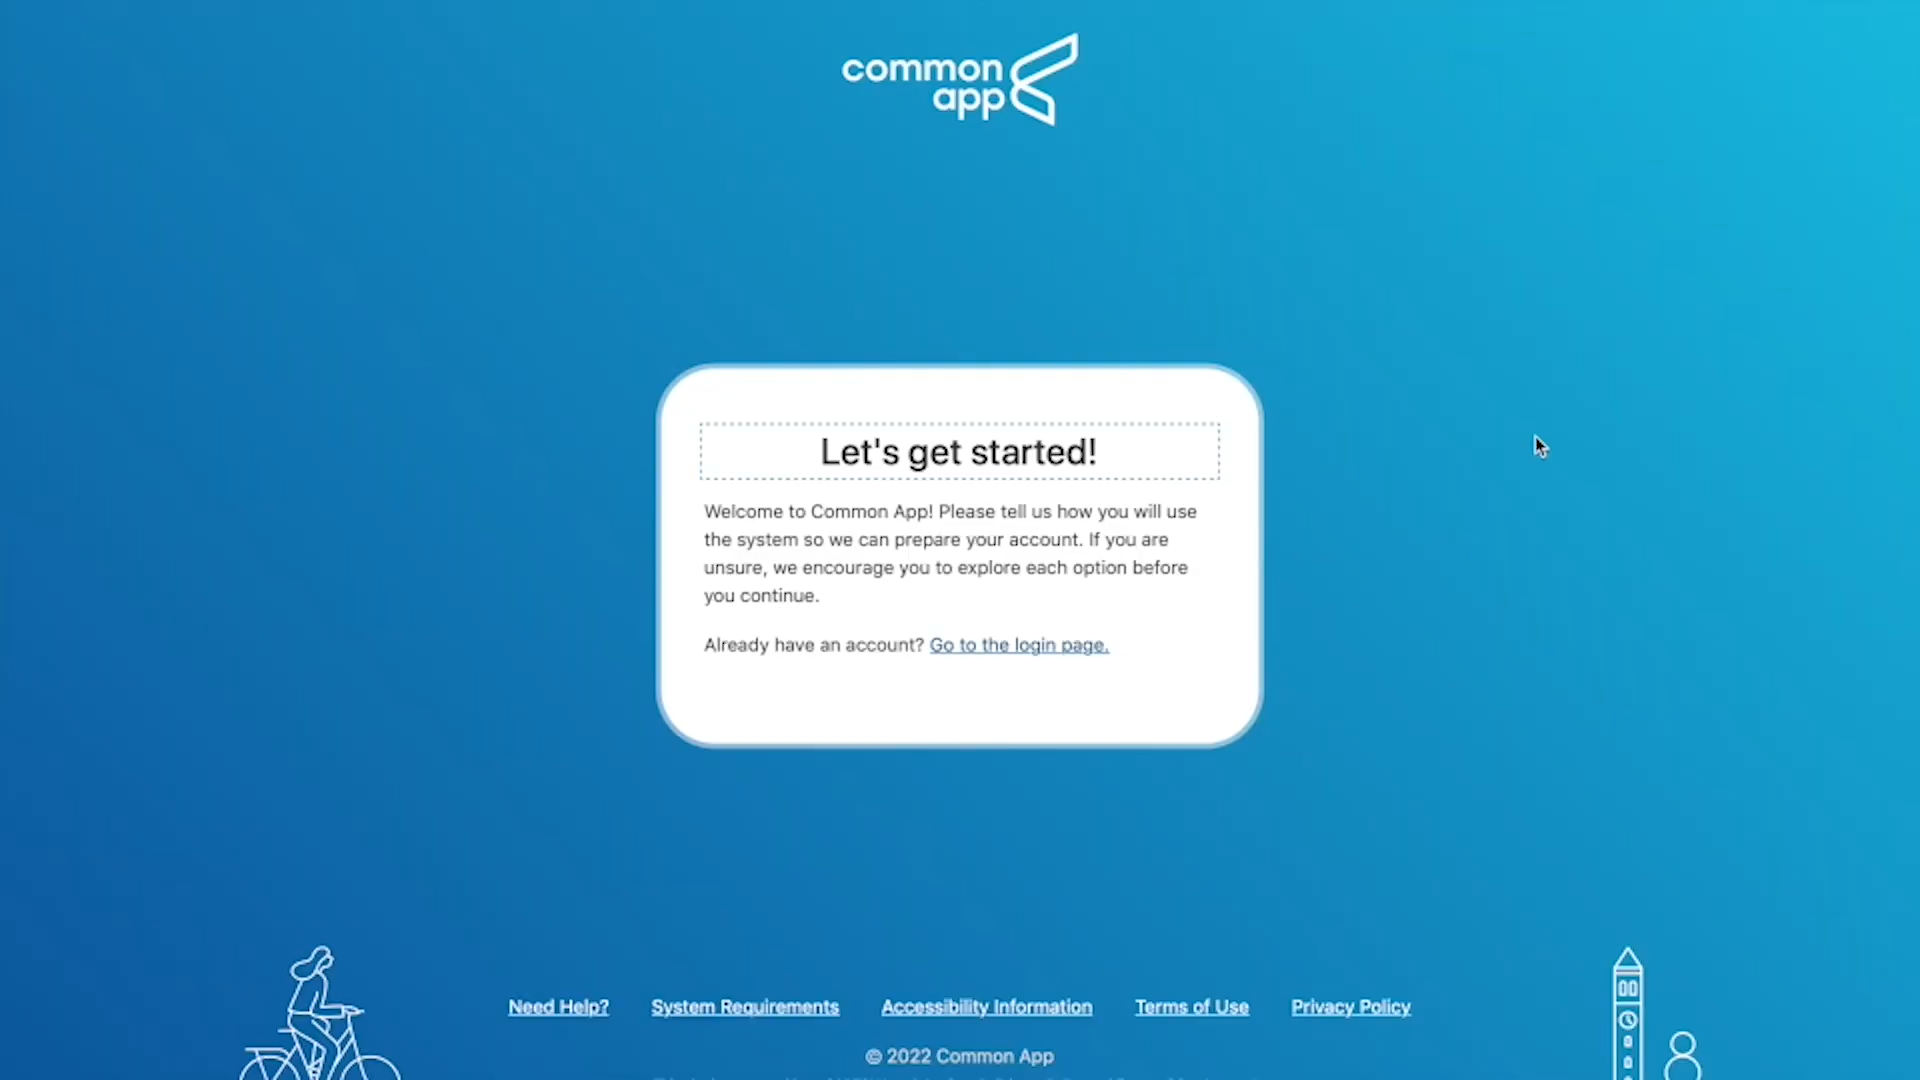 common
app
Let's get started!
Welcome to Common App! Please tell us how you will use
the system so we can prepare your account. If you are
unsure, we encourage you to explore each option before
you continue.
Already have an account? Go to the login page.
Need Help? System Requirements Accessibility Information Terms of Use Privacy Policy
© 2022 Common App